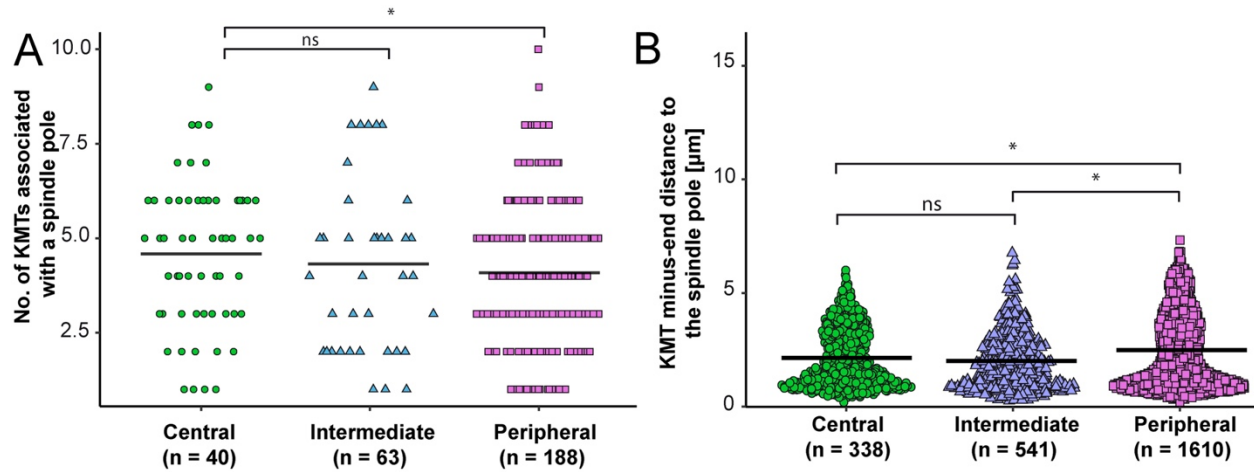 A
No. of KMTs associated
with a spindle pole
10.0
7.5
5.0
2.5
*
ns
Central
(n = 40)
Intermediate
(n = 63)
Peripheral
(n = 188)
B
KMT minus-end distance to
the spindle pole [µm]
15
10
5
0
*
*
ns
Central
(n = 338)
Intermediate
(n = 541)
Peripheral
(n = 1610)